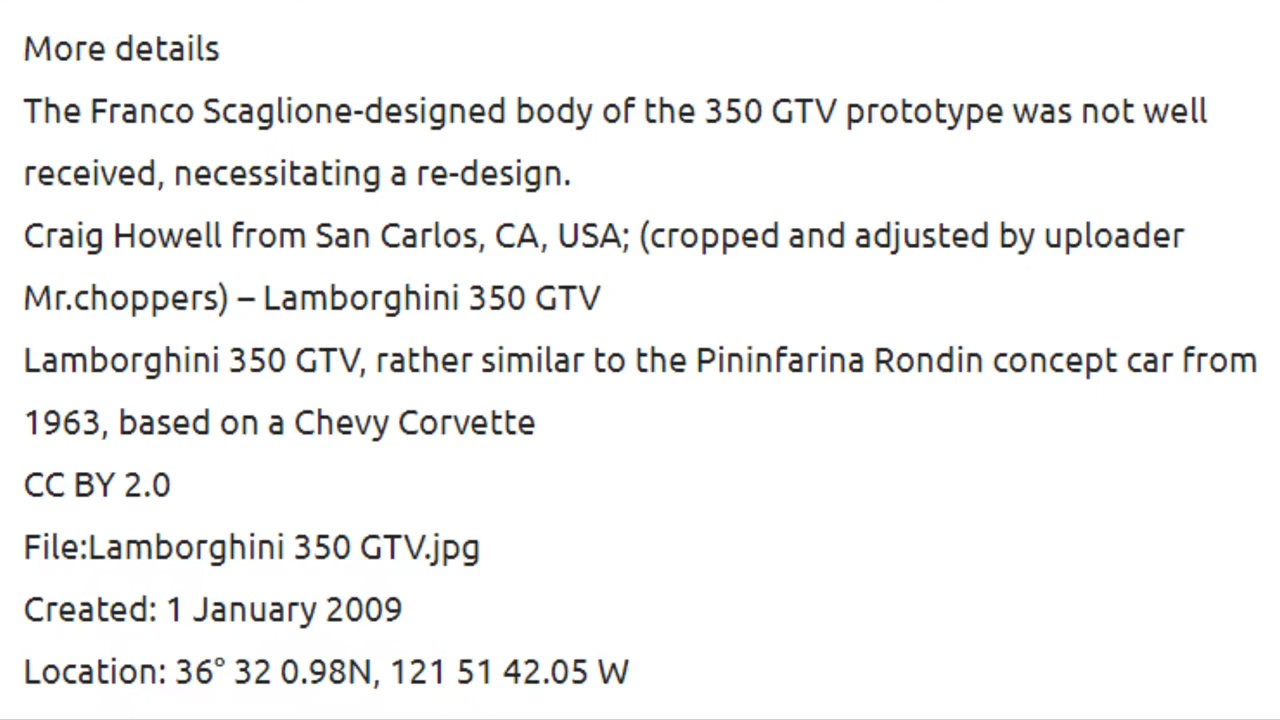 More details
The Franco Scaglione-designed body of the 350 GTV prototype was not well
received, necessitating a re-design.
Craig Howell from San Carlos, CA, USA; (cropped and adjusted by uploader
Mr.choppers) – Lamborghini 350 GTV
Lamborghini 350 GTV, rather similar to the Pininfarina Rondin concept car from
1963, based on a Chevy Corvette
CC BY 2.0
File:Lamborghini 350 GTV.jpg
Created: 1 January 2009
Location: 36° 32 0.98N, 121 51 42.05 W